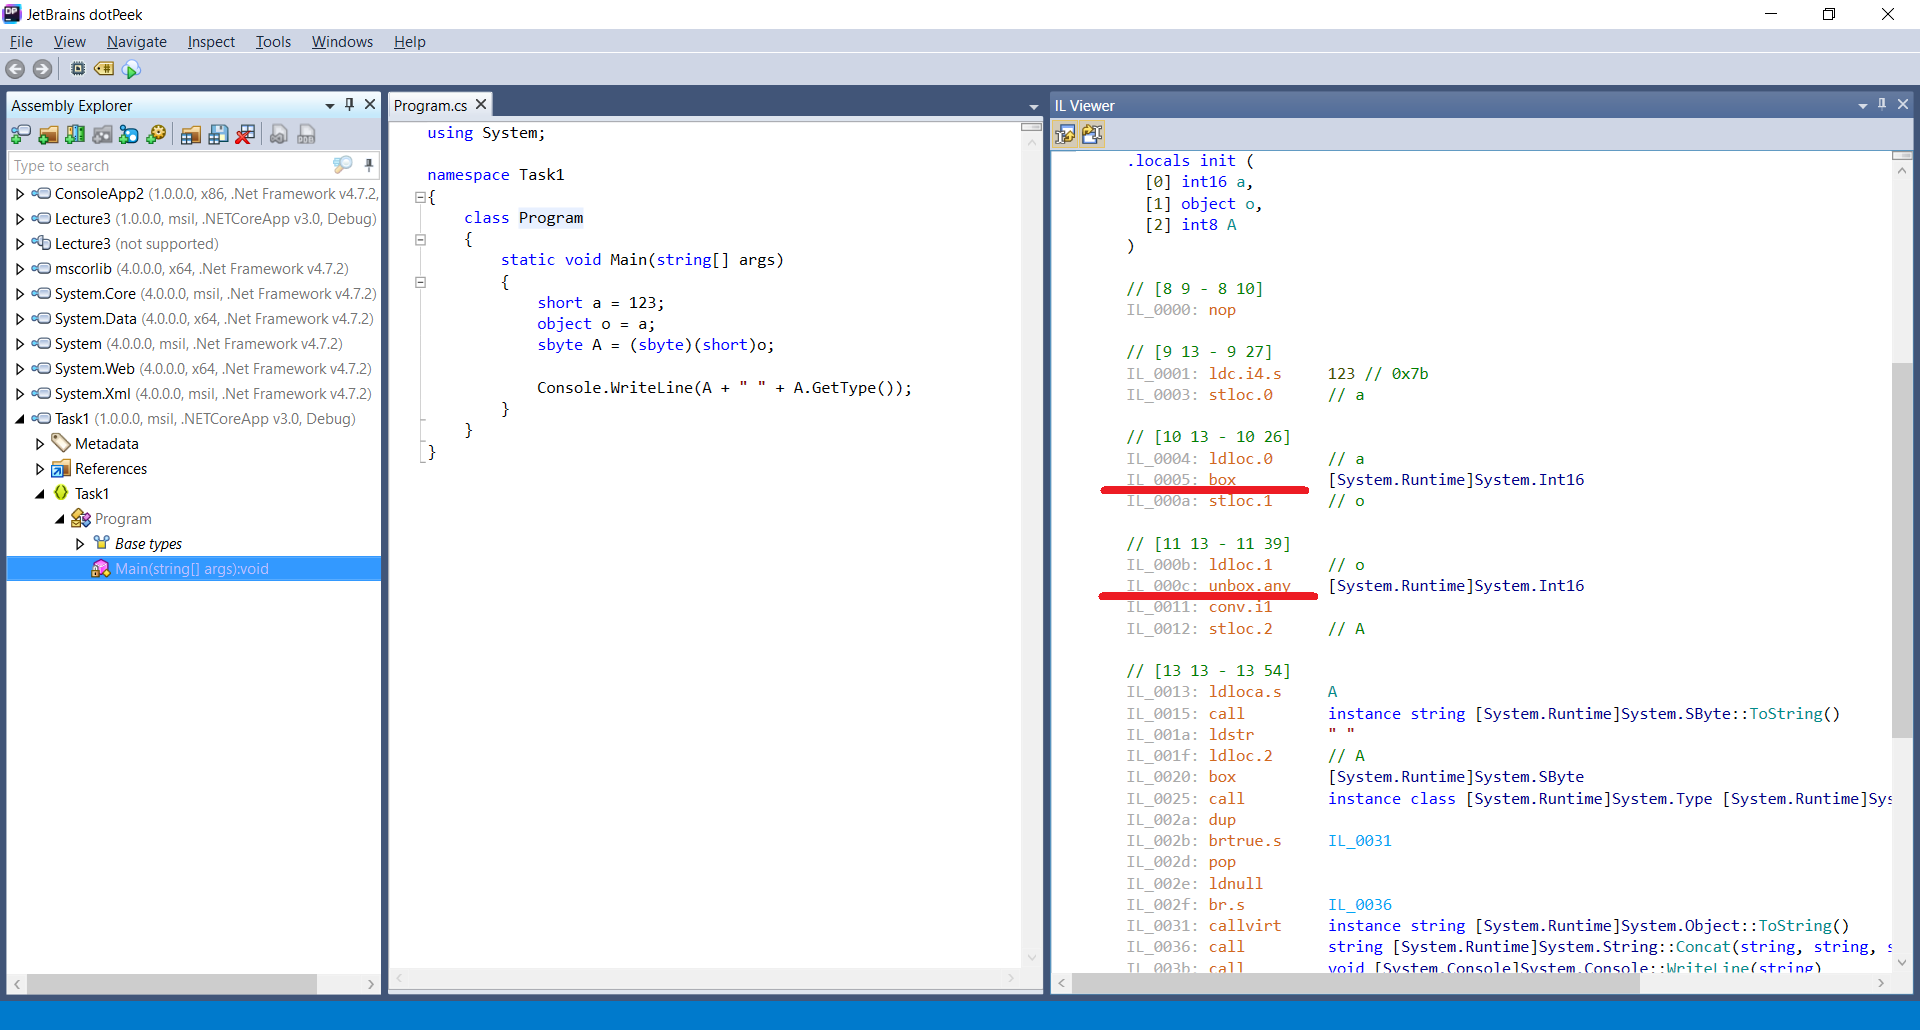 JetBrains dotPeek
File View Navigate Inspect Tools Windows Help
Assembly Explorer
Type to search
ConsoleApp2 (1.0.0.0, x86, .Net Framework v4.7.2,
Lecture3 (1.0.0.0, msil, .NETCoreApp v3.0, Debug)
Lecture3 (not supported)
mscorlib (4.0.0.0, x64, .Net Framework v4.7.2)
System.Core (4.0.0.0, msil, .Net Framework v4.7.2)
System.Data (4.0.0.0, x64, .Net Framework v4.7.2)
System (4.0.0.0, msil, .Net Framework v4.7.2)
System.Web (4.0.0.0, x64, .Net Framework v4.7.2)
System.Xml (4.0.0.0, msil, .Net Framework v4.7.2)
Task1 (1.0.0.0, msil, .NETCoreApp v3.0, Debug)
Metadata
References
Task1
Program
Base types
Main(string[] args):void
Program.cs
using System;
namespace Task1
{
class Program
{
static void Main(string[] args)
{
short a = 123;
object o = a;
sbyte A = (sbyte)(short)o;
Console.WriteLine(A + " " + A.GetType());
}
}
}
IL Viewer
.locals init (
[0] int16 a,
[1] object o,
[2] int8 A
)
// [8 9 - 8 10]
IL_0000: nop
// [9 13 - 9 27]
IL_0001: ldc.i4.s 123 // 0x7b
IL_0003: stloc.0 // a
// [10 13 - 10 26]
IL_0004: ldloc.0 // a
IL_0005: box [System.Runtime]System.Int16
IL_000a: stloc.1 // o
// [11 13 - 11 39]
IL_000b: ldloc.1 // o
IL_000c: unbox.any [System.Runtime]System.Int16
IL_0011: conv.i1
IL_0012: stloc.2 // A
// [13 13 - 13 54]
IL_0013: ldloca.s A
IL_0015: call instance string [System.Runtime]System.SByte::ToString()
IL_001a: ldstr " "
IL_001f: ldloc.2 // A
IL_0020: box [System.Runtime]System.SByte
IL_0025: call instance class [System.Runtime]System.Type [System.Runtime]Sys
IL_002a: dup
IL_002b: brtrue.s IL_0031
IL_002d: pop
IL_002e: ldnull
IL_002f: br.s IL_0036
IL_0031: callvirt instance string [System.Runtime]System.Object::ToString()
IL_0036: call string [System.Runtime]System.String::Concat(string, string, s
IL_003b: call void [System.Console]System.Console::WriteLine(string)